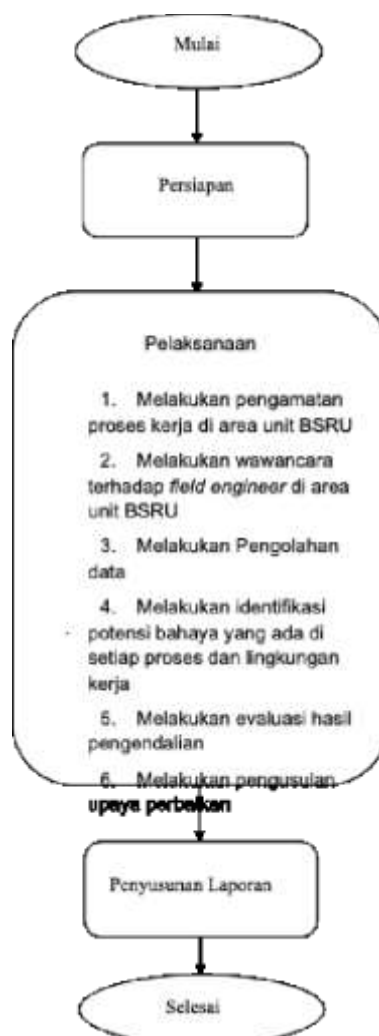 Mulai
Persiapan
Pelaksanaan
1. Melakukan pengamatan
proses kerja di area unit BSRU
2. Melakukan wawancara
terhadap field engineer di area
unit BSRU
3. Melakukan Pengolahan
data
4. Melakukan identifikasi
potensi bahaya yang ada di
setiap proses dan lingkungan
kerja
5. Melakukan evaluasi hasil
pengendalian
6. Melakukan pengusulan
upaya perbaikan
Penyusunan Laporan
Selesai